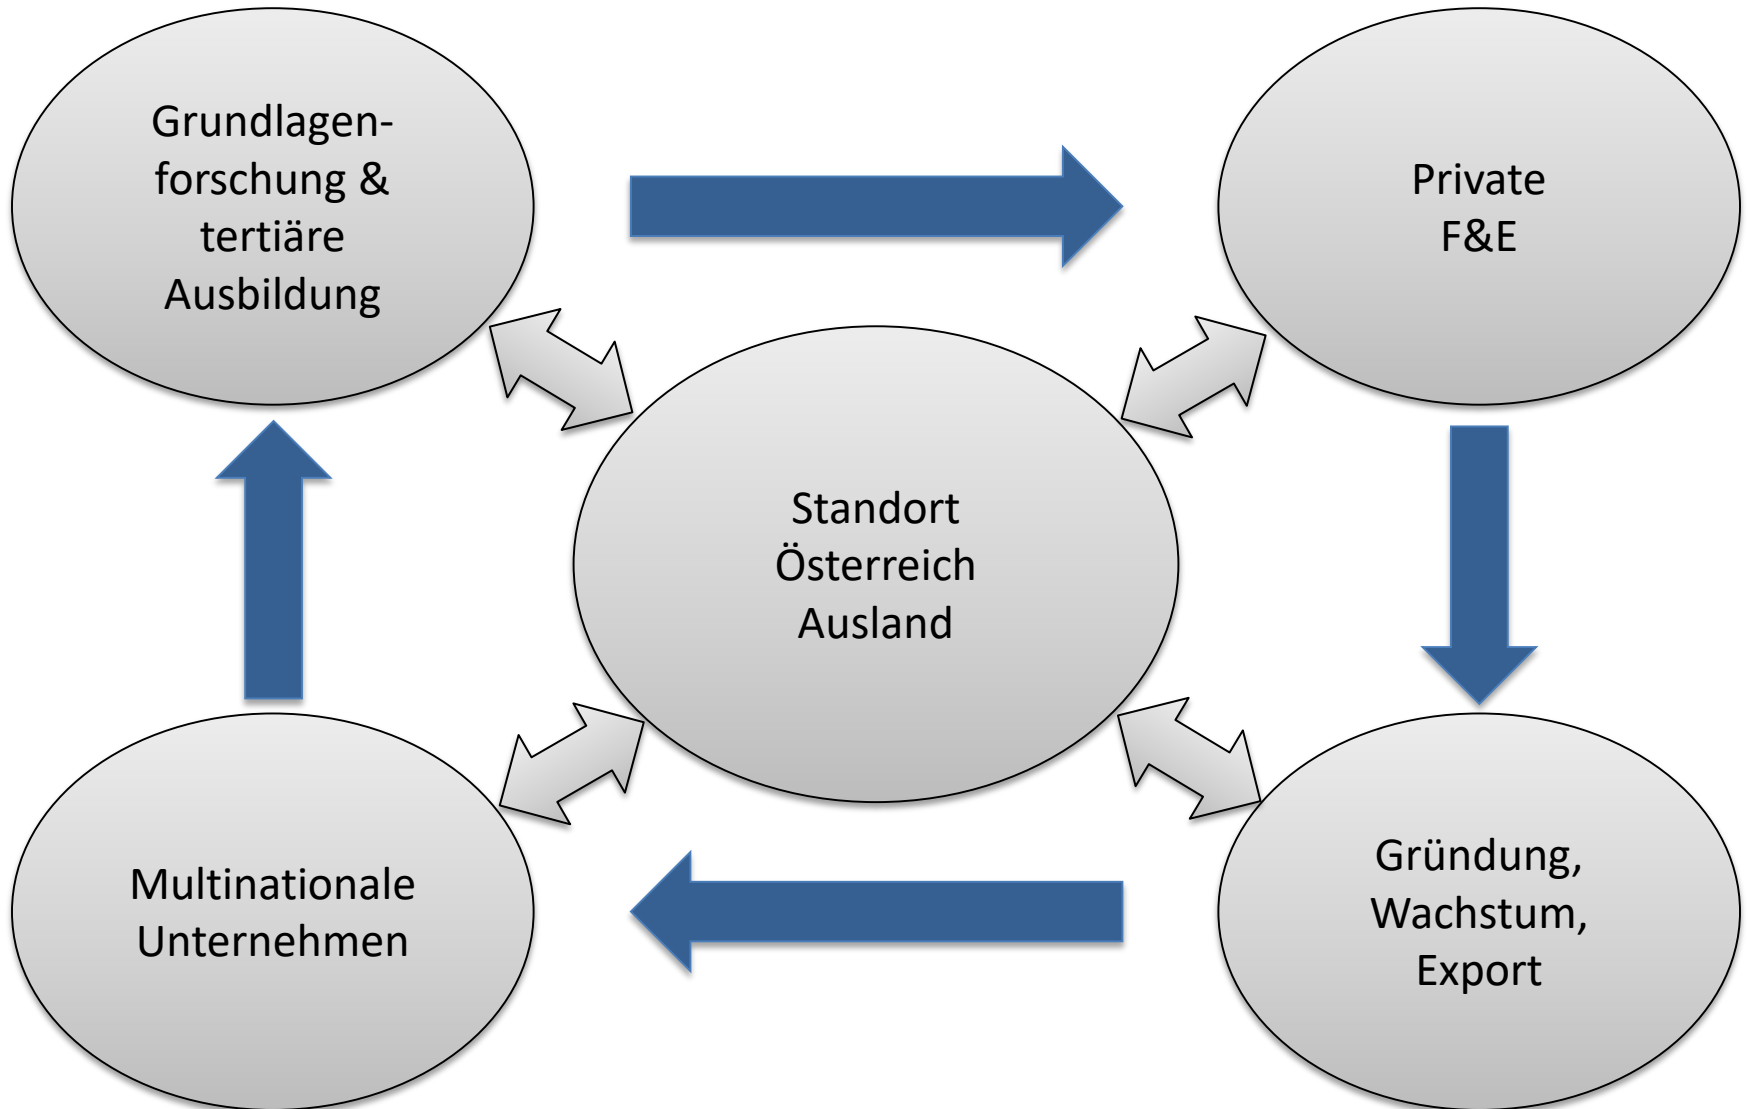 Grundlagen-
forschung &
tertiäre
Ausbildung
Private
F&E
Standort
Österreich
Ausland
Multinationale
Unternehmen
Gründung,
Wachstum,
Export